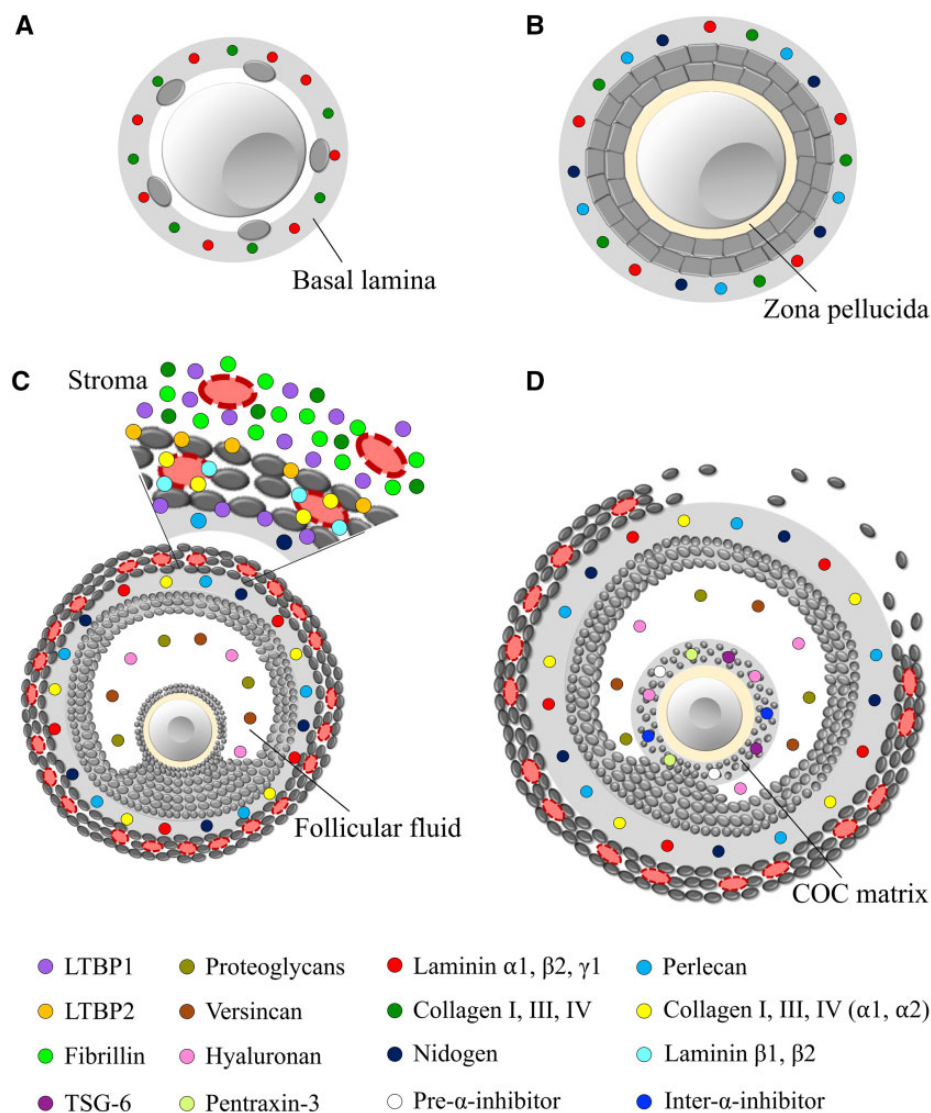 A
B
Basal lamina
Zona pellucida
C
Stroma
D
Follicular fluid
COC matrix
LTBP1
Proteoglycans
Laminin α1, β2, γ1
Perlecan
LTBP2
Versincan
Collagen I, III, IV
Collagen I, III, IV (α1, α2)
Fibrillin
Hyaluronan
Nidogen
Laminin β1, β2
TSG-6
Pentraxin-3
Pre-α-inhibitor
Inter-α-inhibitor